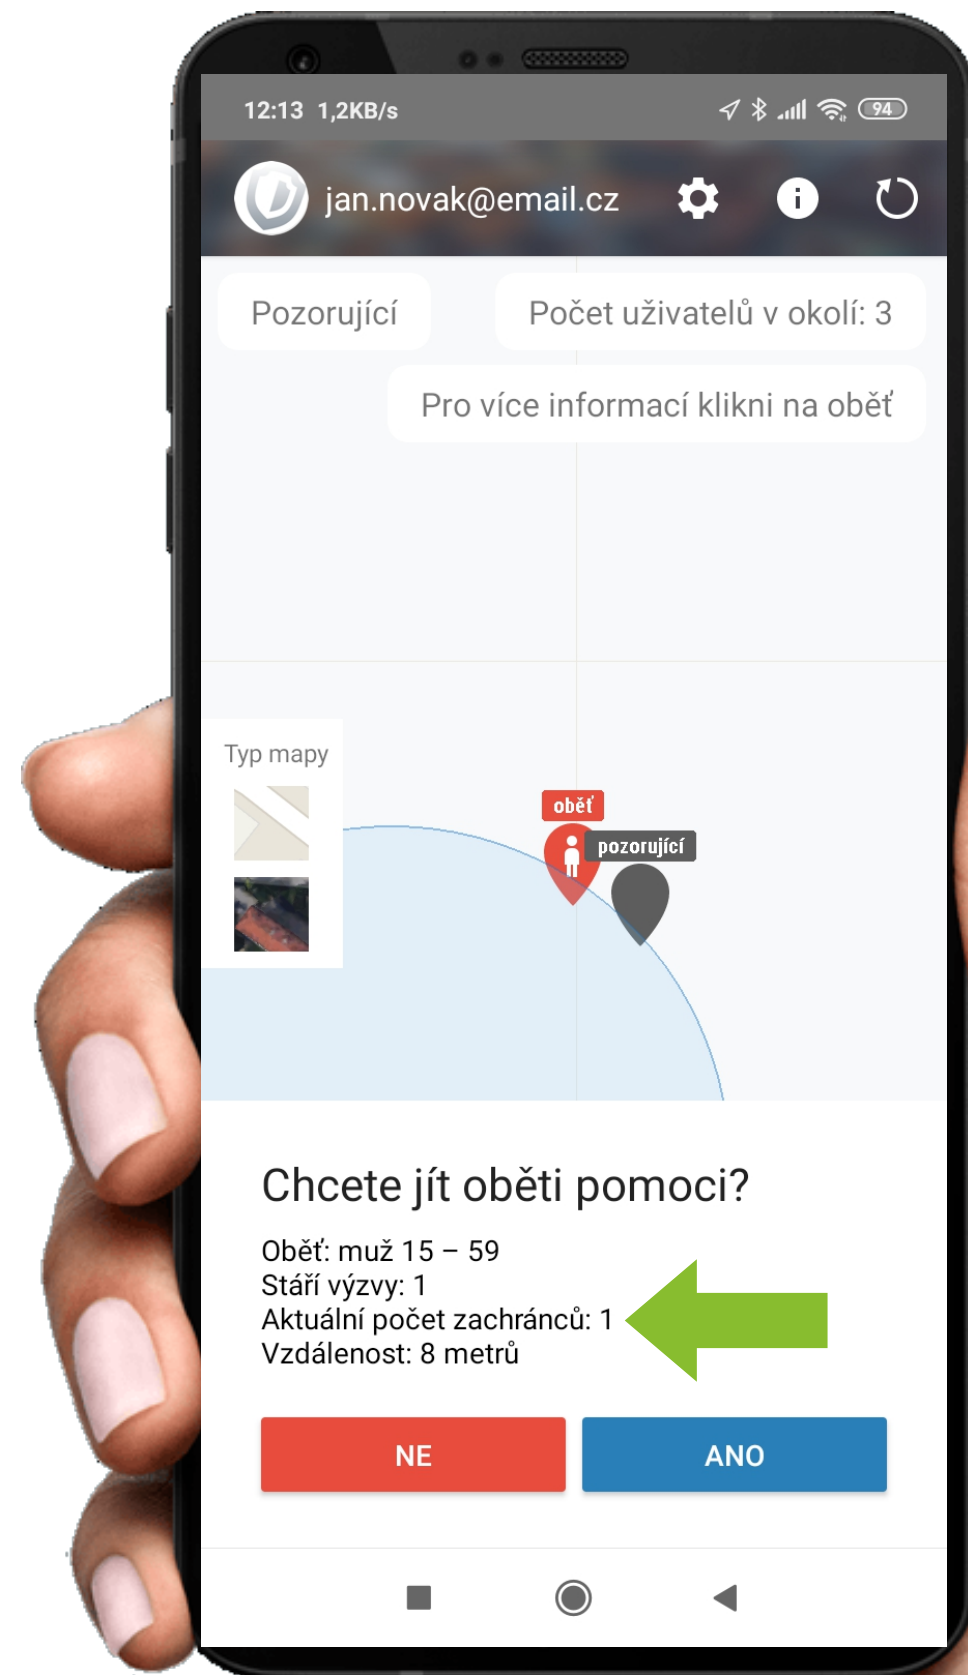 12:13 1,2KB/s
94
jan.novak@email.cz
Pozorující
Počet uživatelů v okolí: 3
Pro více informací klikni na oběť
Typ mapy
oběť
pozorující
Chcete jít oběti pomoci?
Oběť: muž 15 – 59
Stáří výzvy: 1
Aktuální počet zachránců: 1
Vzdálenost: 8 metrů
NE
ANO